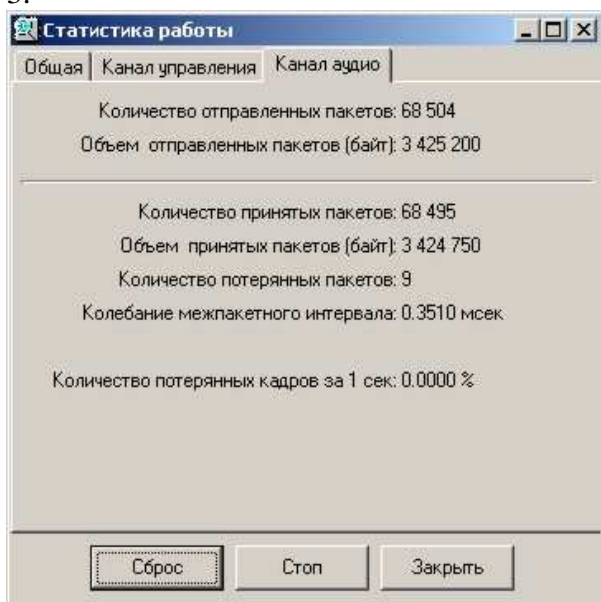 Статистика работы
Общая Канал управления Канал аудио
Количество отправленных пакетов: 68 504
Объем отправленных пакетов (байт): 3 425 200
Количество принятых пакетов: 68 495
Объем принятых пакетов (байт): 3 424 750
Количество потерянных пакетов: 9
Колебание межпакетного интервала: 0.3510 мсек
Количество потерянных кадров за 1 сек: 0.0000 %
Сброс Стоп Закрыть